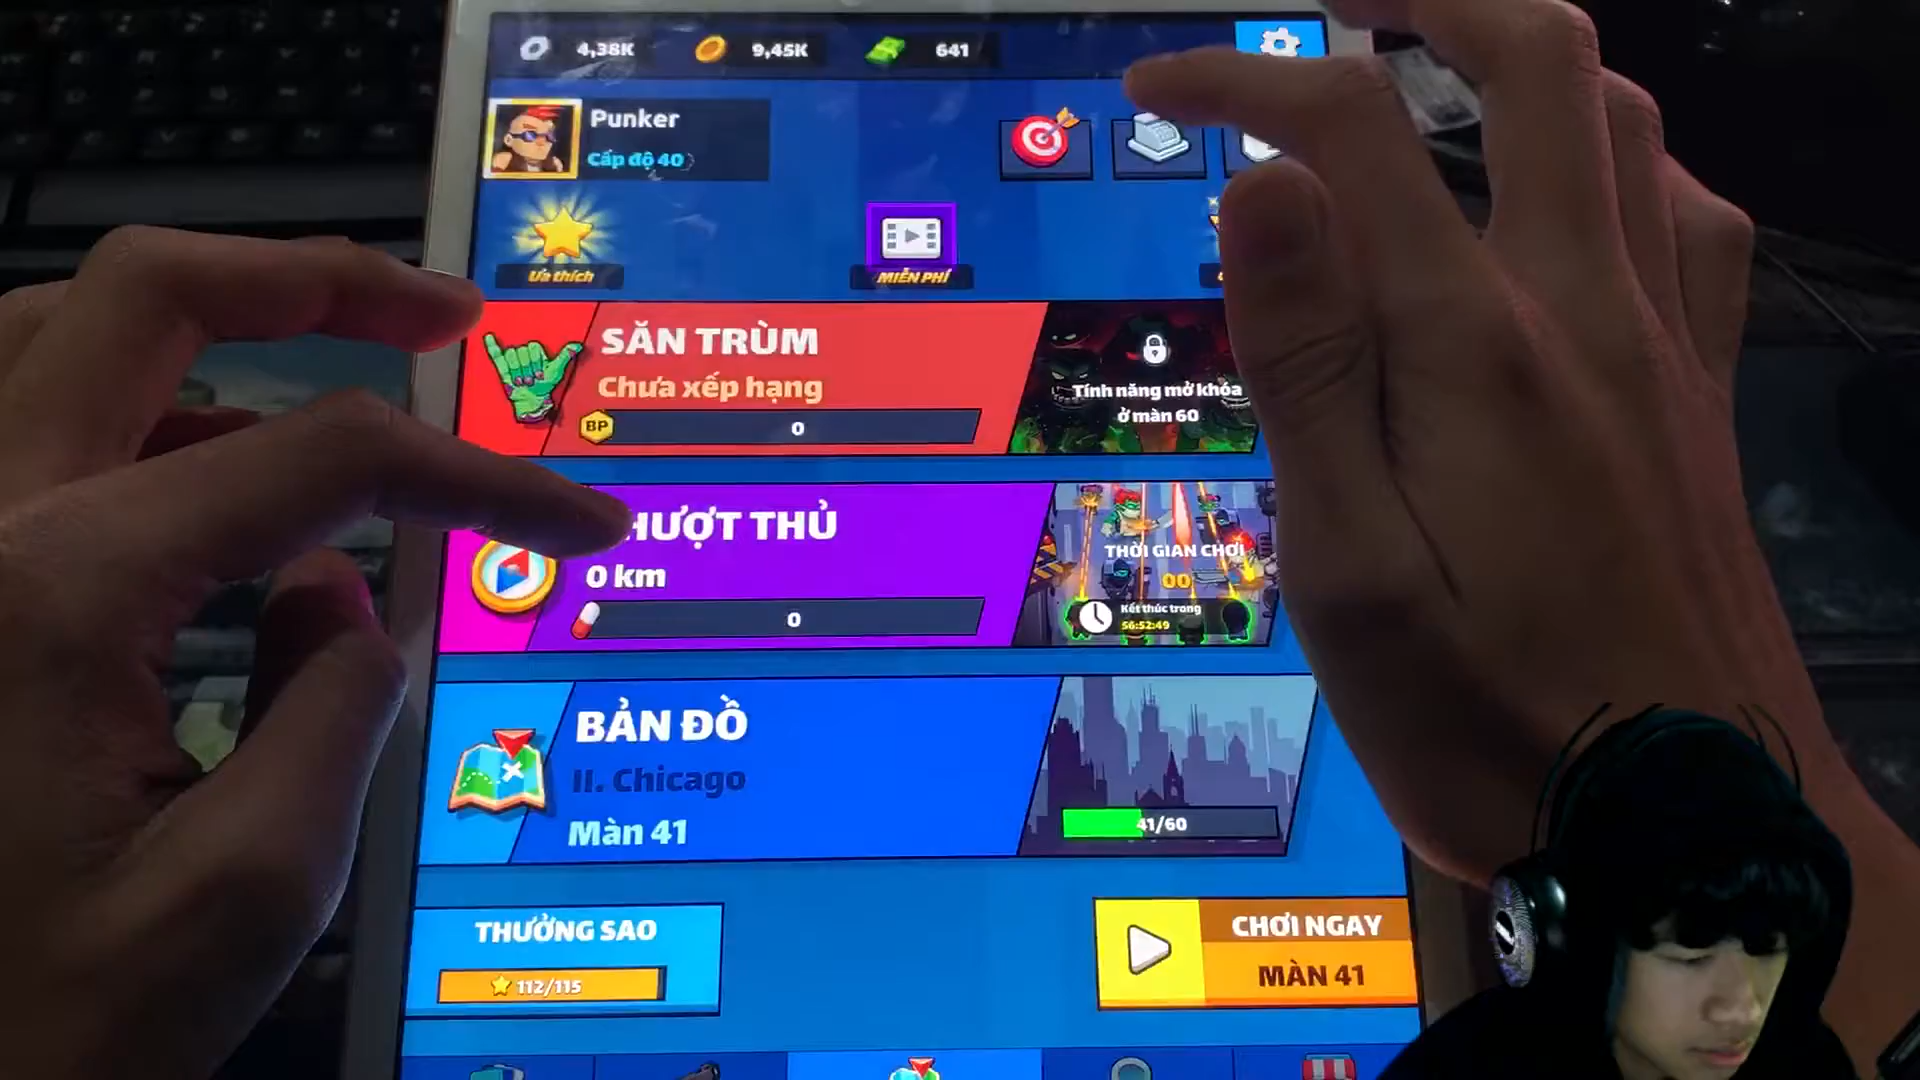 4,38K
9,45K
641
Punker
Cấp độ 40
Ưa thích
MIỄN PHÍ
SĂN TRÙM
Chưa xếp hạng
BP
0
Tính năng mở khóa
ở màn 60
HƯỢT THỦ
0 km
0
THỜI GIAN CHƠI
00
Kết thúc trong
56:52:49
BẢN ĐỒ
II. Chicago
Màn 41
41/60
THƯỞNG SAO
112/115
CHƠI NGAY
MÀN 41